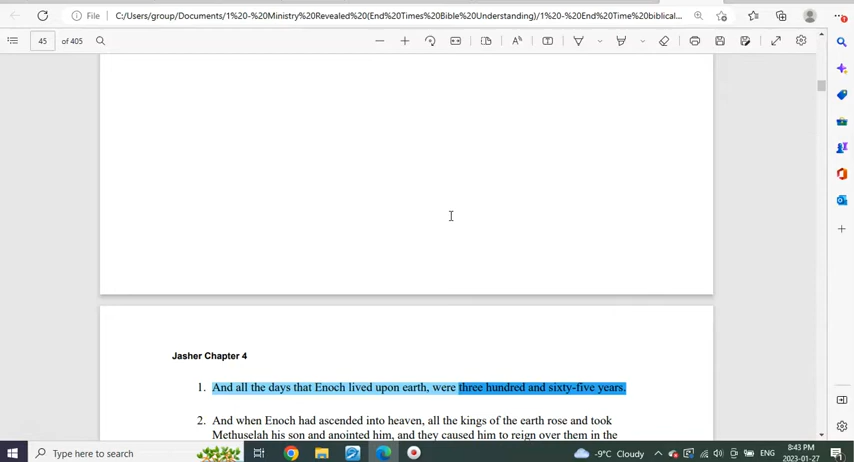 File
C:/Users/group/Documents/1%20-%20Ministry%20Revealed%20(End%20Times%20Bible%20Understanding)/1%20-%20End%20Time%20biblical...
45
of 405
Jasher Chapter 4
1. And all the days that Enoch lived upon earth, were three hundred and sixty-five years.
2. And when Enoch had ascended into heaven, all the kings of the earth rose and took
Methuselah his son and anointed him, and they caused him to reign over them in the
Type here to search
-9°C Cloudy
ENG
8:43 PM
2023-01-27